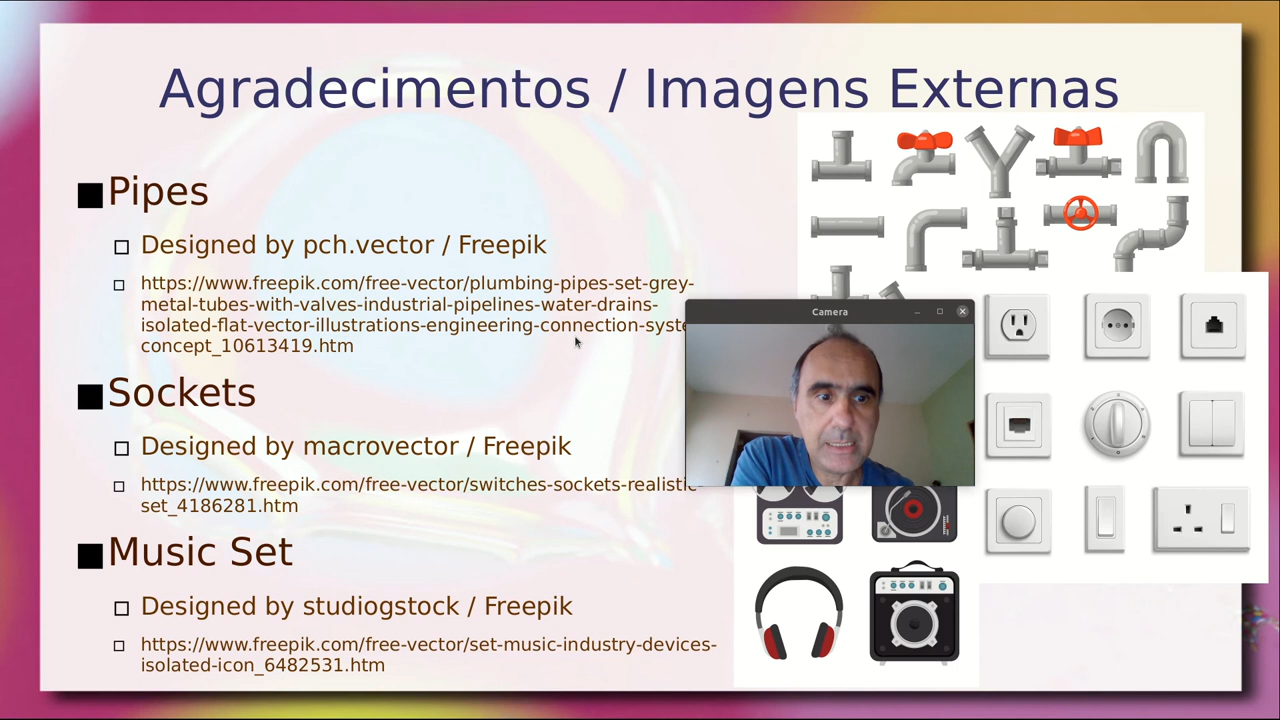 Agradecimentos / Imagens Externas
Pipes
Designed by pch.vector / Freepik
https://www.freepik.com/free-vector/plumbing-pipes-set-grey-
metal-tubes-with-valves-industrial-pipelines-water-drains-
isolated-flat-vector-illustrations-engineering-connection-syste
concept_10613419.htm
Camera
Sockets
Designed by macrovector / Freepik
https://www.freepik.com/free-vector/switches-sockets-realistic-
set_4186281.htm
Music Set
Designed by studiogstock / Freepik
https://www.freepik.com/free-vector/set-music-industry-devices-
isolated-icon_6482531.htm